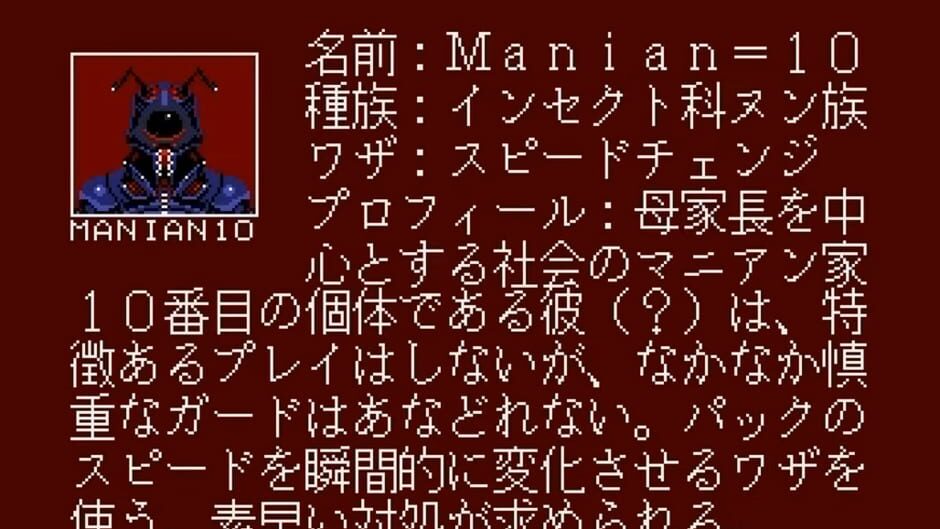 名前：Ｍａｎｉａｎ＝１０
種族：インセクト科ヌン族
ワザ：スピードチェンジ
プロフィール：母家長を中
MANIAN10
心とする社会のマニアン家
１０番目の個体である彼（？）は、特
徴あるプレイはしないが、なかなか慎
重なガードはあなどれない。パックの
スピードを瞬間的に変化させるワザを
使う。素早い対処が求められる